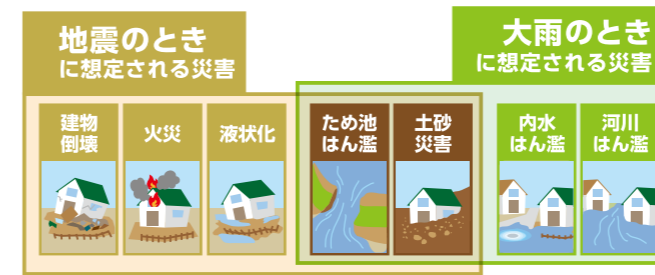 地震のとき
に想定される災害
大雨のとき
に想定される災害
建物
倒壊
火災
液状化
ため池
はん濫
土砂
災害
内水
はん濫
河川
はん濫